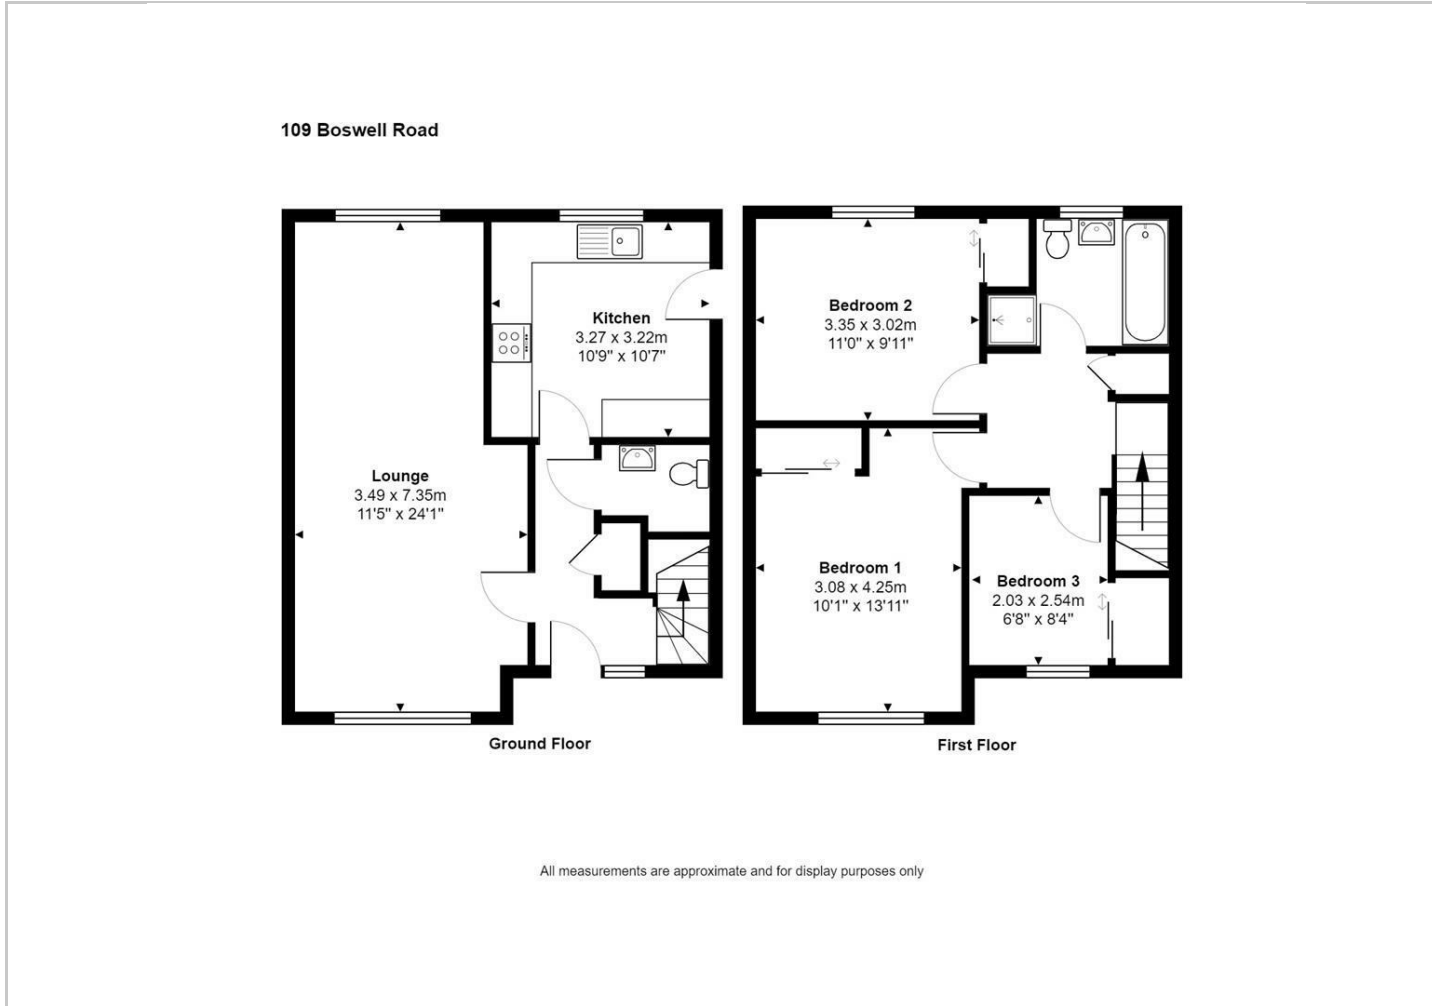 109 Boswell Road
Kitchen
3.27 x 3.22m
10'9" x 10'7"
Lounge
3.49 x 7.35m
11'5" x 24'1"
Ground Floor
Bedroom 2
3.35 x 3.02m
11'0" x 9'11"
Bedroom 1
3.08 x 4.25m
10'1" x 13'11"
Bedroom 3
2.03 x 2.54m
6'8" x 8'4"
First Floor
All measurements are approximate and for display purposes only